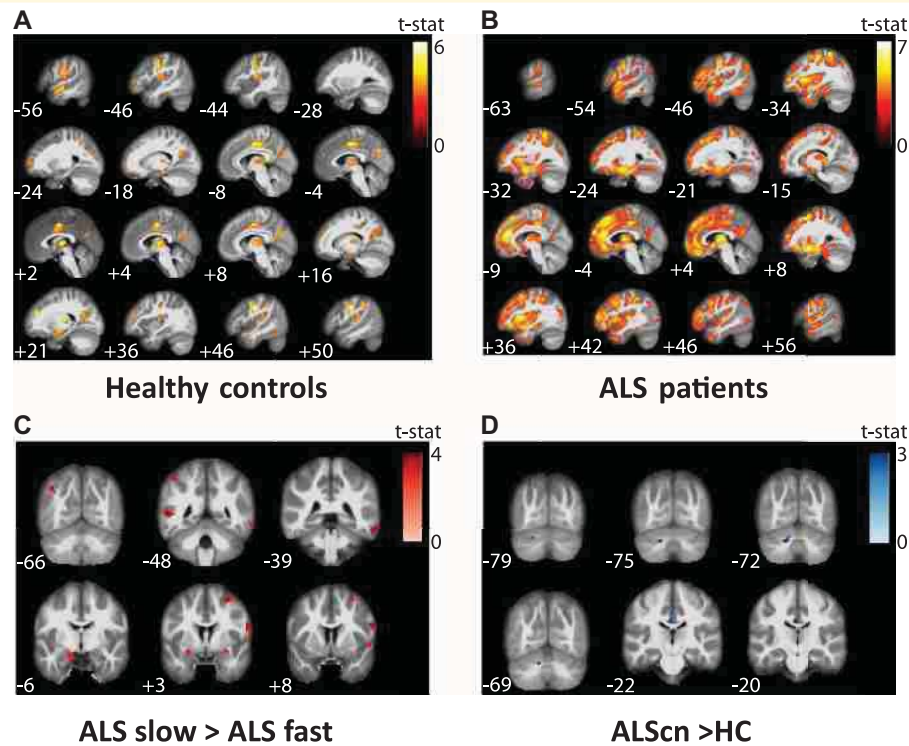 A
t-stat
6
0
-56 -46 -44 -28
-24 -18 -8 -4
+2 +4 +8 +16
+21 +36 +46 +50
Healthy controls
B
t-stat
7
0
-63 -54 -46 -34
-32 -24 -21 -15
-9 -4 +4 +8
+36 +42 +46 +56
ALS patients
C
t-stat
4
0
-66 -48 -39
-6 +3 +8
ALS slow > ALS fast
D
t-stat
3
0
-79 -75 -72
-69 -22 -20
ALScn >HC